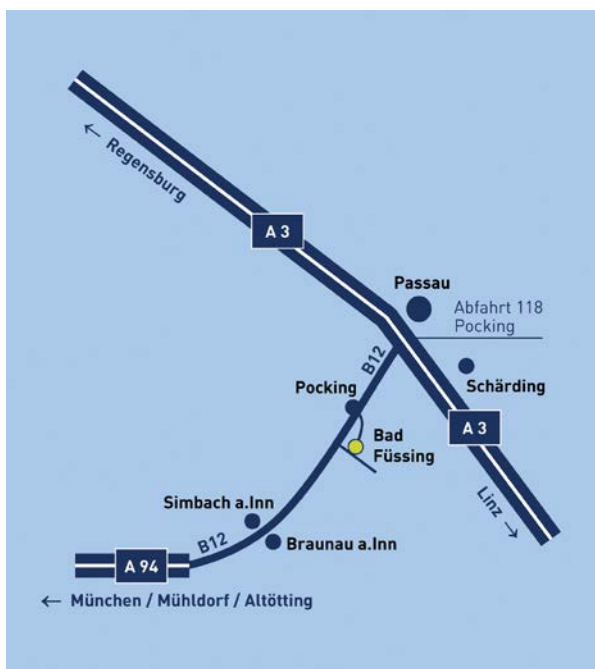 ← Regensburg
A 3
Passau
Abfahrt 118
Pocking
B12
Schärding
Pocking
A 3
Bad
Füssing
Linz →
Simbach a.Inn
B12
Braunau a.Inn
A 94
← München / Mühldorf / Altötting